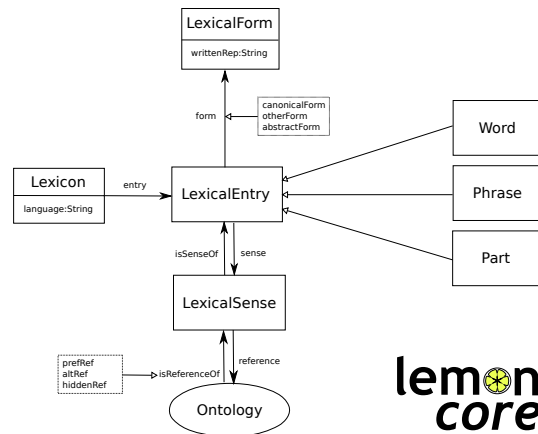 LexicalForm
writtenRep:String
form
canonicalForm
otherForm
abstractForm
Word
Lexicon
language:String
entry
LexicalEntry
Phrase
Part
isSenseOf
sense
LexicalSense
prefRef
altRef
hiddenRef
isReferenceOf
reference
Ontology
lemon
core